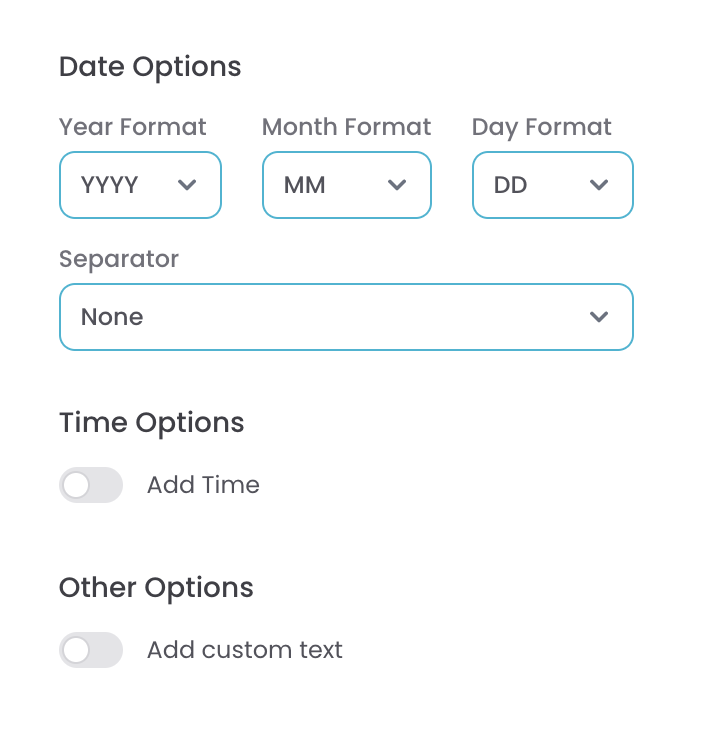 Date Options
Year Format Month Format Day Format
YYYY MM DD
Separator
None
Time Options
Add Time
Other Options
Add custom text